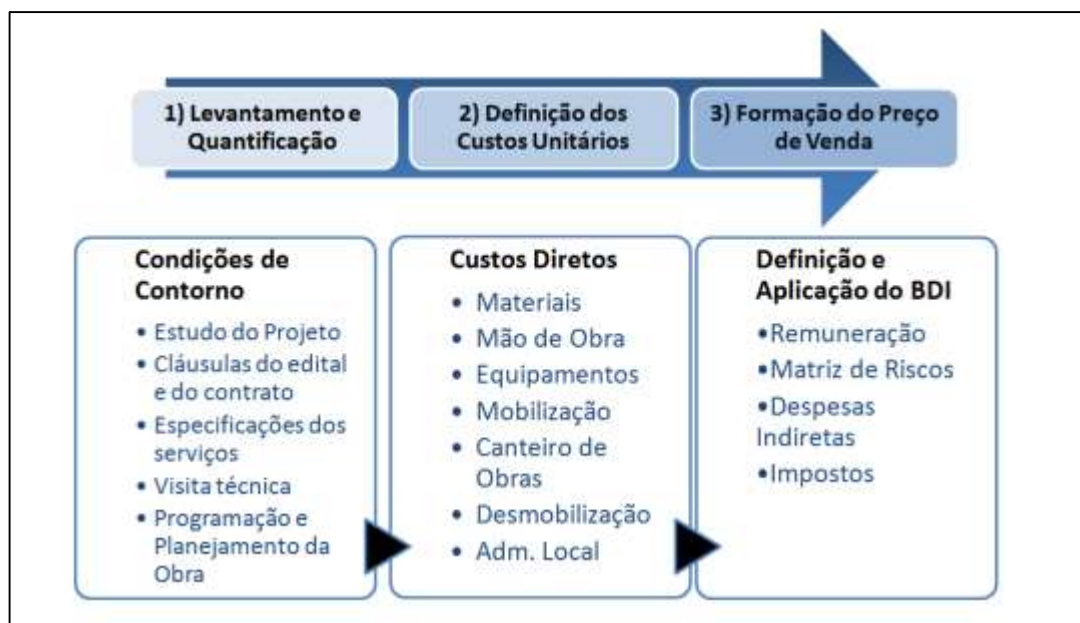 1) Levantamento e
Quantificação
2) Definição dos
Custos Unitários
3) Formação do Preço
de Venda
Condições de
Contorno
• Estudo do Projeto
• Cláusulas do edital
e do contrato
• Especificações dos
serviços
• Visita técnica
• Programação e
Planejamento da
Obra
Custos Diretos
• Materiais
• Mão de Obra
• Equipamentos
• Mobilização
• Canteiro de
Obras
• Desmobilização
• Adm. Local
Definição e
Aplicação do BDI
•Remuneração
•Matriz de Riscos
•Despesas
Indiretas
•Impostos